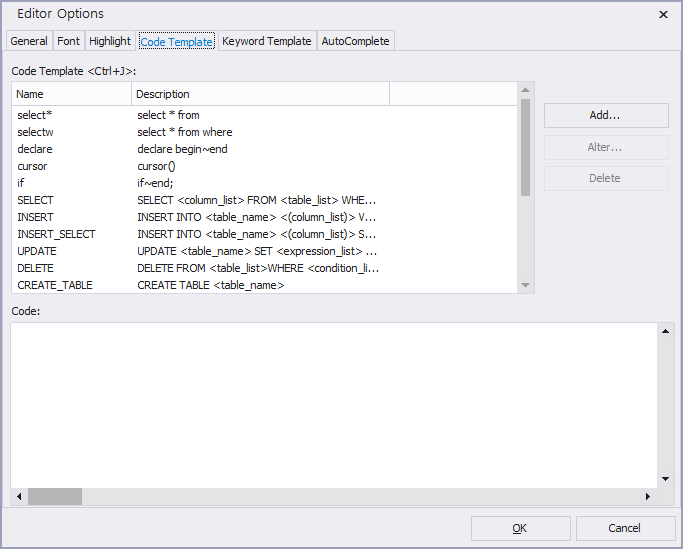 Editor Options
General Font Highlight Code Template Keyword Template AutoComplete
Code Template <Ctrl+J>:
Name Description
select* select * from
selectw select * from where
declare declare begin~end
cursor cursor()
if if~end;
SELECT SELECT <column_list> FROM <table_list> WHE...
INSERT INSERT INTO <table_name> <(column_list)> V...
INSERT_SELECT INSERT INTO <table_name> <(column_list)> S...
UPDATE UPDATE <table_name> SET <expression_list> ...
DELETE DELETE FROM <table_list>WHERE <condition_li...
CREATE_TABLE CREATE TABLE <table_name>
Add...
Alter...
Delete
Code:
OK Cancel